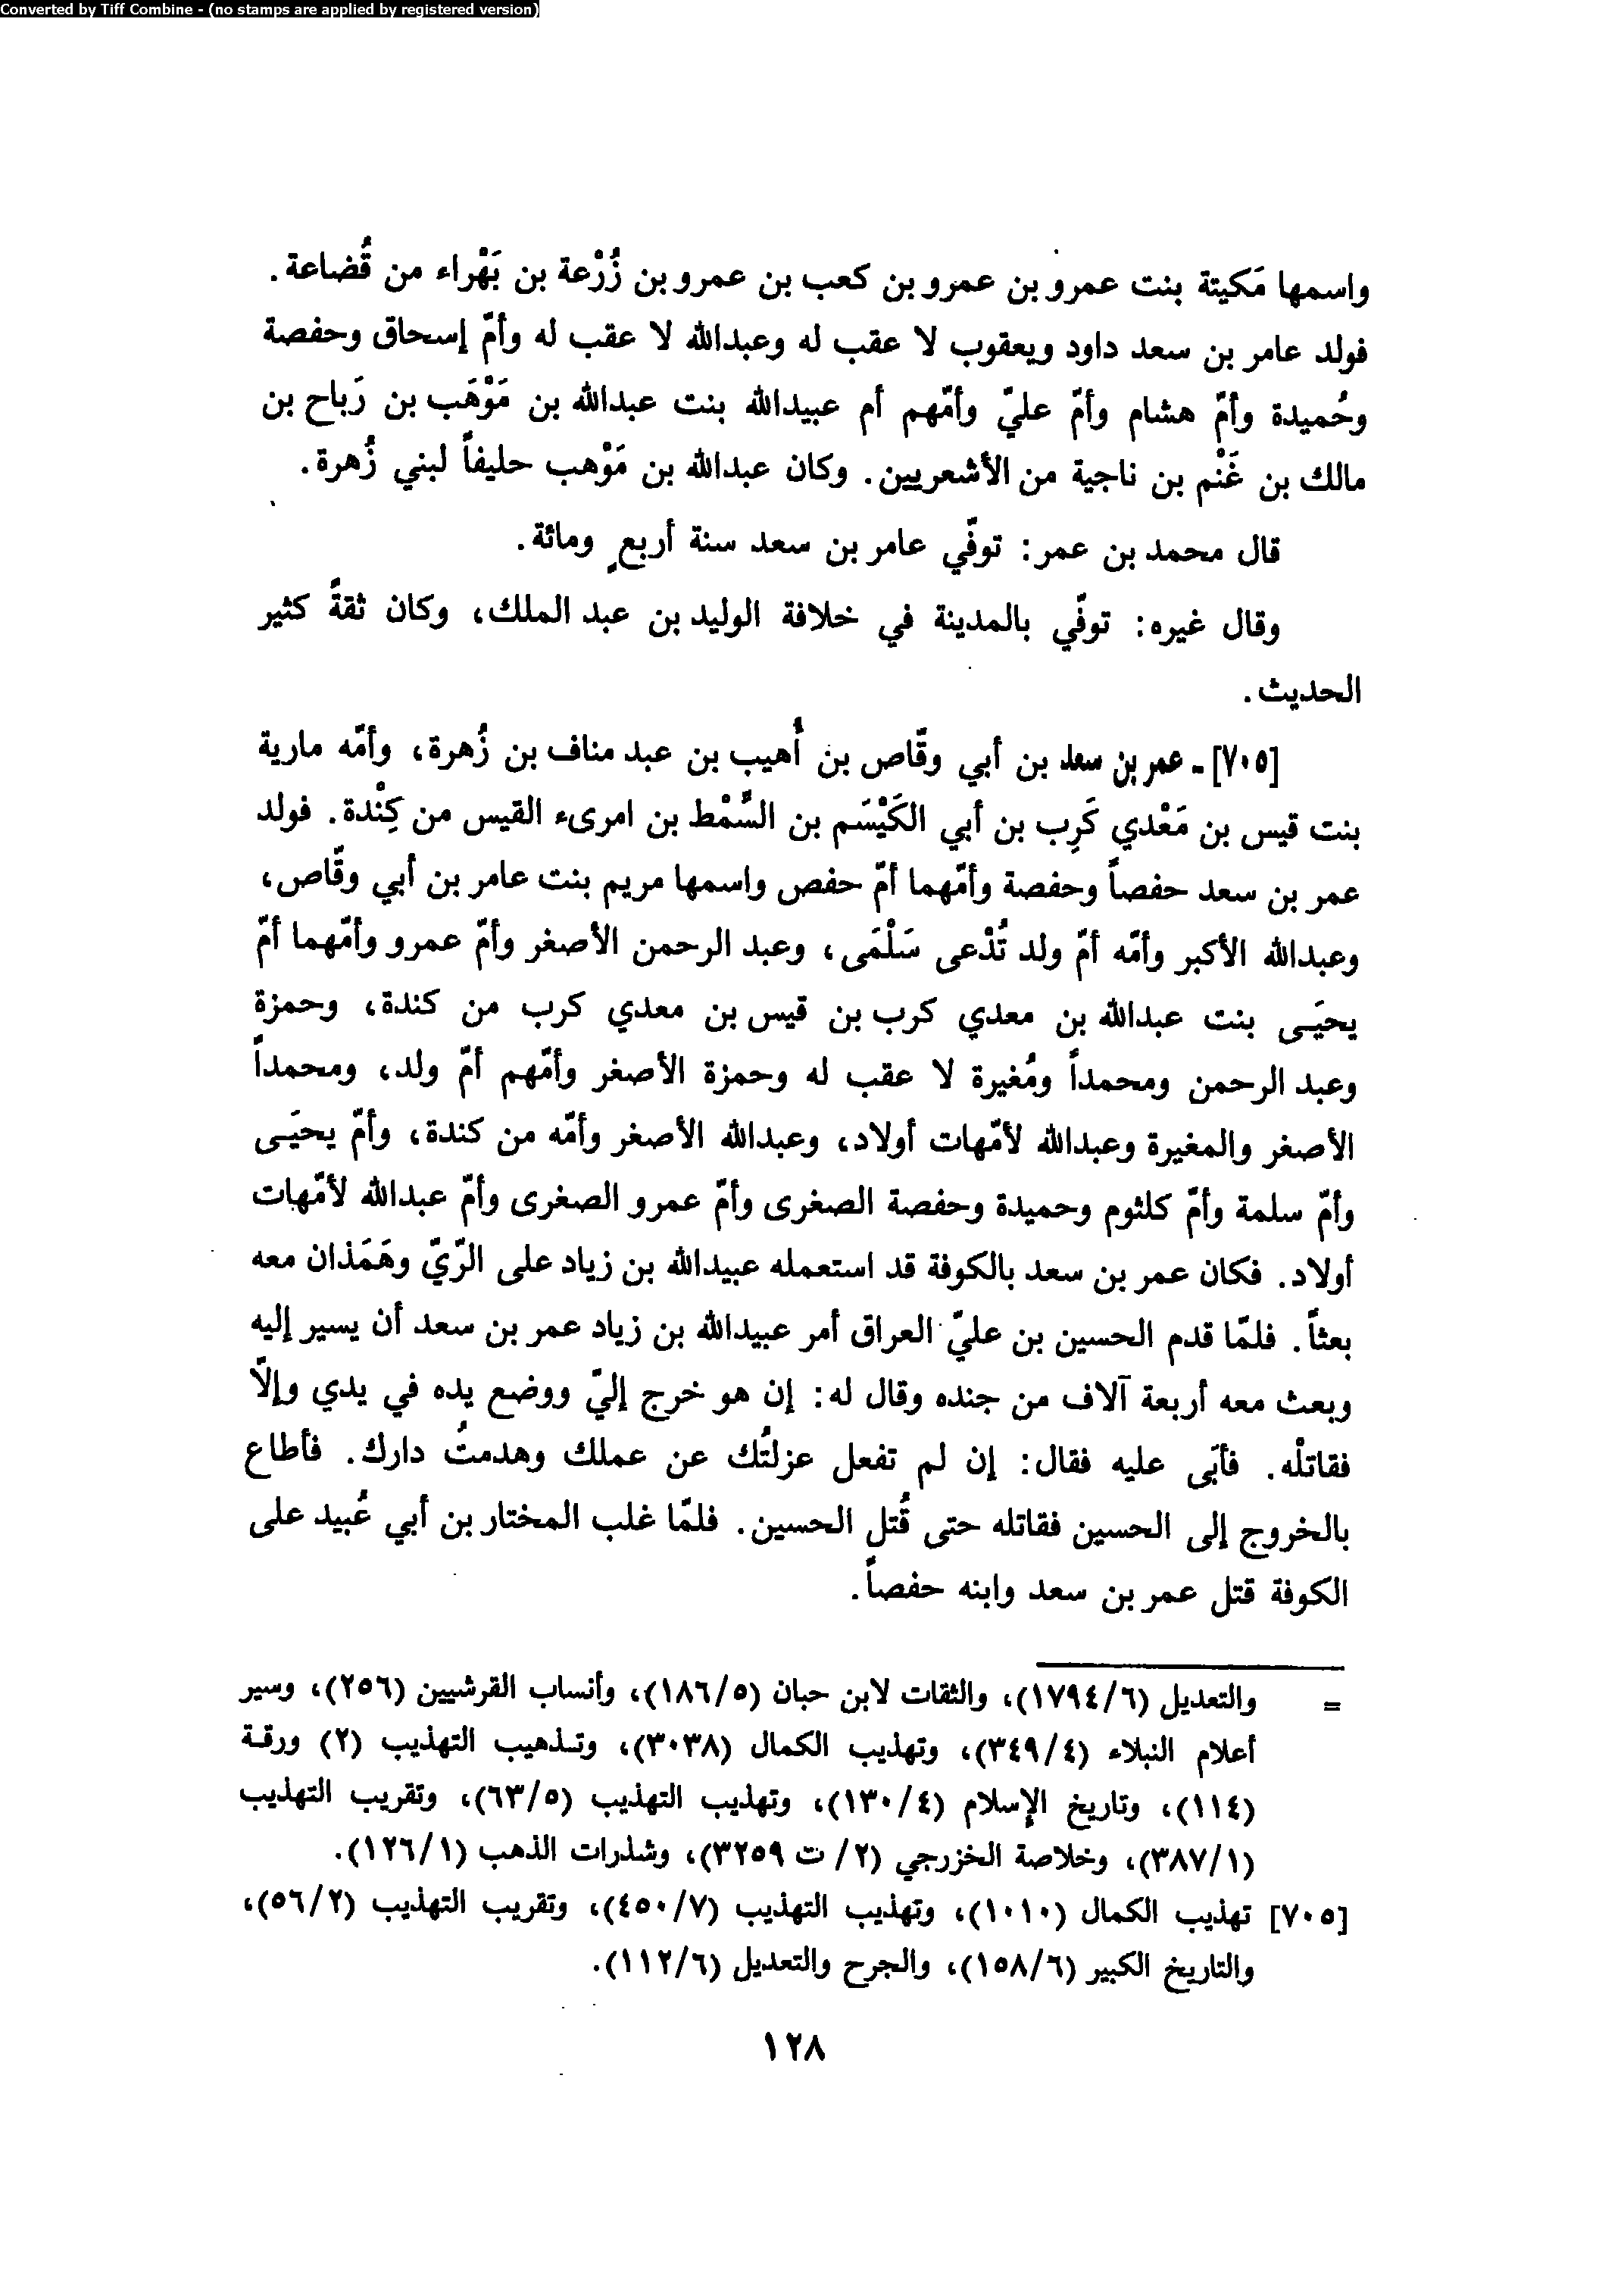 Converted by Tiff Combine - (no stamps are applied by registered version)
واسمها مَكيتة بنت عمرو بن عمرو بن كعب بن عمرو بن زُرْعة بن بَهْراء من قُضاعة.
فولد عامر بن سعد داود ويعقوب لا عقب له وعبدالله لا عقب له وأمّ إسحاق وحفصة
وحُميدة وأمّ هشام وأمّ عليّ وأمّهم أم عبيدالله بنت عبدالله بن مَوْهَب بن رَباح بن
مالك بن غَنْم بن ناجية من الأشعريين. وكان عبدالله بن مَوْهب حليفاً لبني زُهرة.
قال محمد بن عمر: توفّي عامر بن سعد سنة أربعٍ ومائة.
وقال غيره: توفّي بالمدينة في خلافة الوليد بن عبد الملك، وكان ثقةً كثير
الحديث.
[٧٠٥]ـ عمر بن سعد بن أبي وقّاص بن أُهيب بن عبد مناف بن زُهرة، وأمّه مارية
بنت قيس بن مَعْدي كَرِب بن أبي الكَيْسَم بن السِّمْط بن امرىء القيس من كِنْدة. فولد
عمر بن سعد حفصاً وحفصة وأمّهما أمّ حفص واسمها مريم بنت عامر بن أبي وقّاص،
وعبدالله الأكبر وأمّه أمّ ولد تُدْعى سَلْمَى، وعبد الرحمن الأصغر وأمّ عمرو وأمّهما أمّ
يحيَـى بنت عبدالله بن معدي كرب بن قيس بن معدي كرب من كندة، وحمزة
وعبد الرحمن ومحمداً ومُغيرة لا عقب له وحمزة الأصغر وأمّهم أمّ ولد، ومحمداً
الأصغر والمغيرة وعبدالله لأمّهات أولاد، وعبدالله الأصغر وأمّه من كندة، وأمّ يحيَـى
وأمّ سلمة وأمّ كلثوم وحميدة وحفصة الصغرى وأمّ عمرو الصغرى وأمّ عبدالله لأمّهات
أولاد. فكان عمر بن سعد بالكوفة قد استعمله عبيدالله بن زياد على الرّيّ وهَمَذان معه
بعثاً. فلمّا قدم الحسين بن عليّ العراق أمر عبيدالله بن زياد عمر بن سعد أن يسير إليه
وبعث معه أربعة آلاف من جنده وقال له: إن هو خرج إليّ ووضع يده في يدي وإلّا
فقاتلْه. فأبَى عليه فقال: إن لم تفعل عزلتُك عن عملك وهدمتُ دارك. فأطاع
بالخروج إلى الحسين فقاتله حتى قُتل الحسين. فلمّا غلب المختار بن أبي عُبيد على
الكوفة قتل عمر بن سعد وابنه حفصاً.
= والتعديل (١٧٩٤/٦)، والثقات لابن حبان (١٨٦/٥)، وأنساب القرشيين (٢٥٦)، وسير
أعلام النبلاء (٣٤٩/٤)، وتهذيب الكمال (٣٠٣٨)، وتـذهيب التهذيب (٢) ورقـة
(١١٤)، وتاريخ الإسلام (١٣٠/٤)، وتهذيب التهذيب (٦٣/٥)، وتقريب التهذيب
(٣٨٧/١)، وخلاصة الخزرجي (٢/ ت ٣٢٥٩)، وشذرات الذهب (١٢٦/١).
[٧٠٥] تهذيب الكمال (١٠١٠)، وتهذيب التهذيب (٤٥٠/٧)، وتقريب التهذيب (٥٦/٢)،
والتاريخ الكبير (١٥٨/٦)، والجرح والتعديل (١١٢/٦).
١٢٨